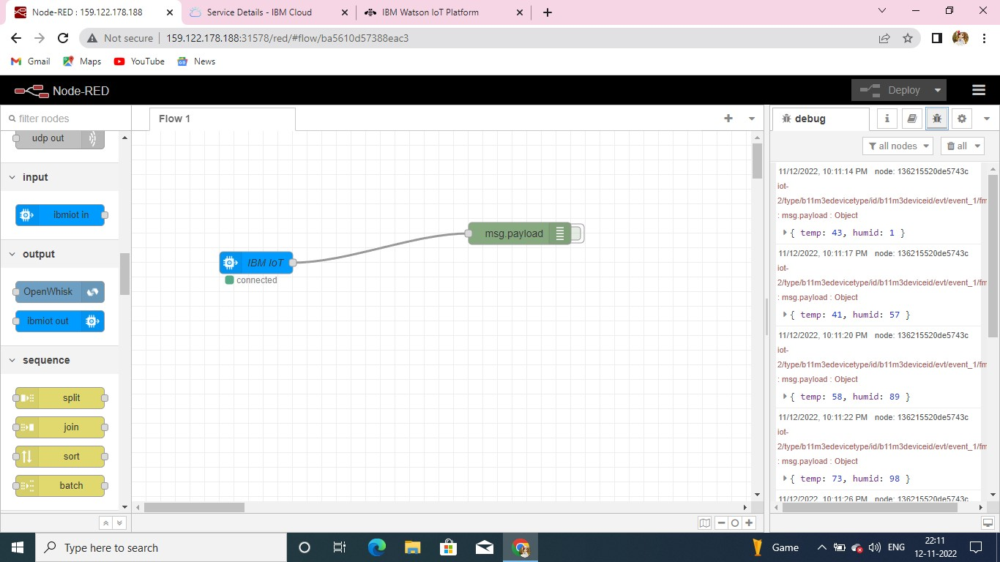 Node-RED : 159.122.178.188
Service Details - IBM Cloud
IBM Watson IoT Platform
Not secure
159.122.178.188:31578/red/#flow/ba5610d57388eac3
Gmail
Maps
YouTube
News
Node-RED
Deploy
filter nodes
udp out
input
ibmiot in
output
OpenWhisk
ibmiot out
sequence
split
join
sort
batch
Flow 1
IBM IoT
connected
msg.payload
debug
all nodes
all
11/12/2022, 10:11:14 PM node: 136215520de5743c
iot-
2/type/b11m3edevicetype/id/b11m3deviceid/evt/event_1/fm
: msg.payload : Object
{ temp: 43, humid: 1 }
11/12/2022, 10:11:17 PM node: 136215520de5743c
iot-
2/type/b11m3edevicetype/id/b11m3deviceid/evt/event_1/fm
: msg.payload : Object
{ temp: 41, humid: 57 }
11/12/2022, 10:11:20 PM node: 136215520de5743c
iot-
2/type/b11m3edevicetype/id/b11m3deviceid/evt/event_1/fm
: msg.payload : Object
{ temp: 58, humid: 89 }
11/12/2022, 10:11:22 PM node: 136215520de5743c
iot-
2/type/b11m3edevicetype/id/b11m3deviceid/evt/event_1/fm
: msg.payload : Object
{ temp: 73, humid: 98 }
11/12/2022, 10:11:26 PM node: 136215520de5743c
Type here to search
Game
ENG
22:11
12-11-2022